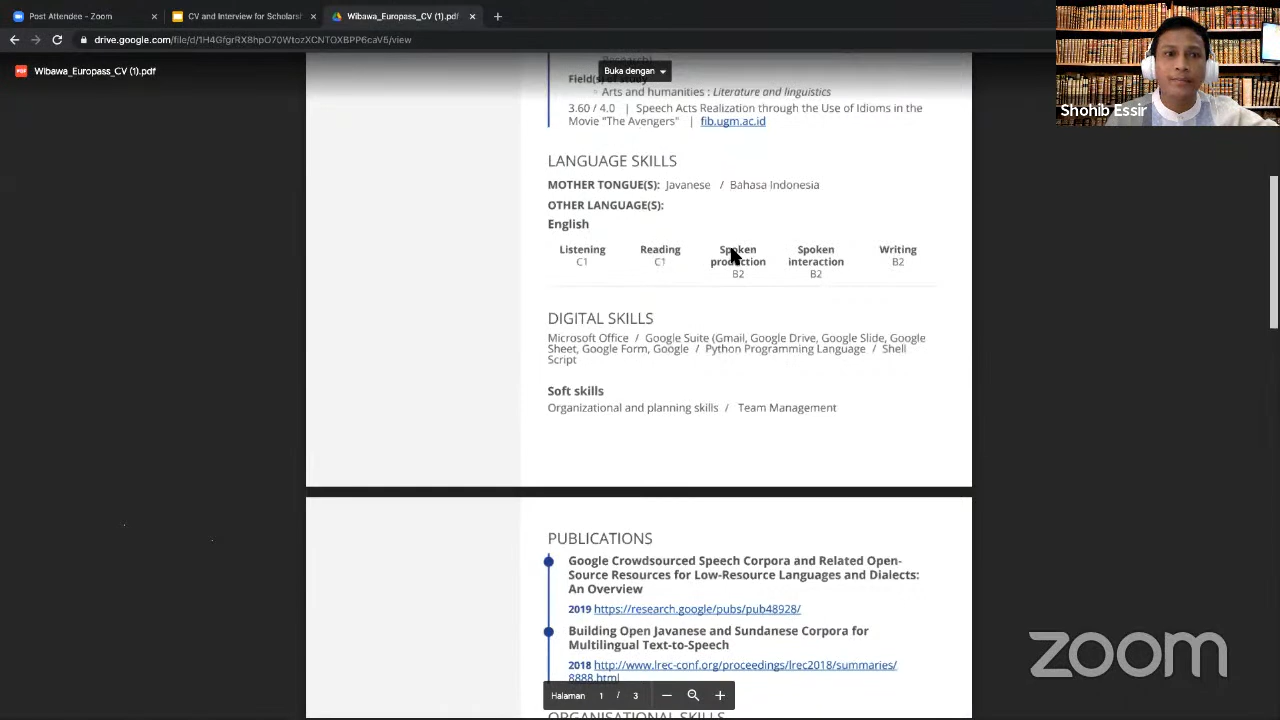 Post Attendee - Zoom
CV and Interview for Scholarsh
Wibawa_Europass_CV (1).pdf
drive.google.com/file/d/1H4GfgrRX8hpO70WtozXCNTOXBPP6caV5/view
Wibawa_Europass_CV (1).pdf
Buka dengan
Shohib Essir
Arts and humanities : Literature and linguistics
3.60 / 4.0 | Speech Acts Realization through the Use of Idioms in the
Movie "The Avengers" | fib.ugm.ac.id
LANGUAGE SKILLS
MOTHER TONGUE(S): Javanese / Bahasa Indonesia
OTHER LANGUAGE(S):
English
Listening Reading Spoken production Spoken interaction Writing
C1 C1 B2 B2 B2
DIGITAL SKILLS
Microsoft Office / Google Suite (Gmail, Google Drive, Google Slide, Google
Sheet, Google Form, Google / Python Programming Language / Shell
Script
Soft skills
Organizational and planning skills / Team Management
PUBLICATIONS
Google Crowdsourced Speech Corpora and Related Open-
Source Resources for Low-Resource Languages and Dialects:
An Overview
2019 https://research.google/pubs/pub48928/
Building Open Javanese and Sundanese Corpora for
Multilingual Text-to-Speech
2018 http://www.lrec-conf.org/proceedings/lrec2018/summaries/
8888.html
Halaman 1 / 3
ORGANISATIONAL SKILLS
zoom